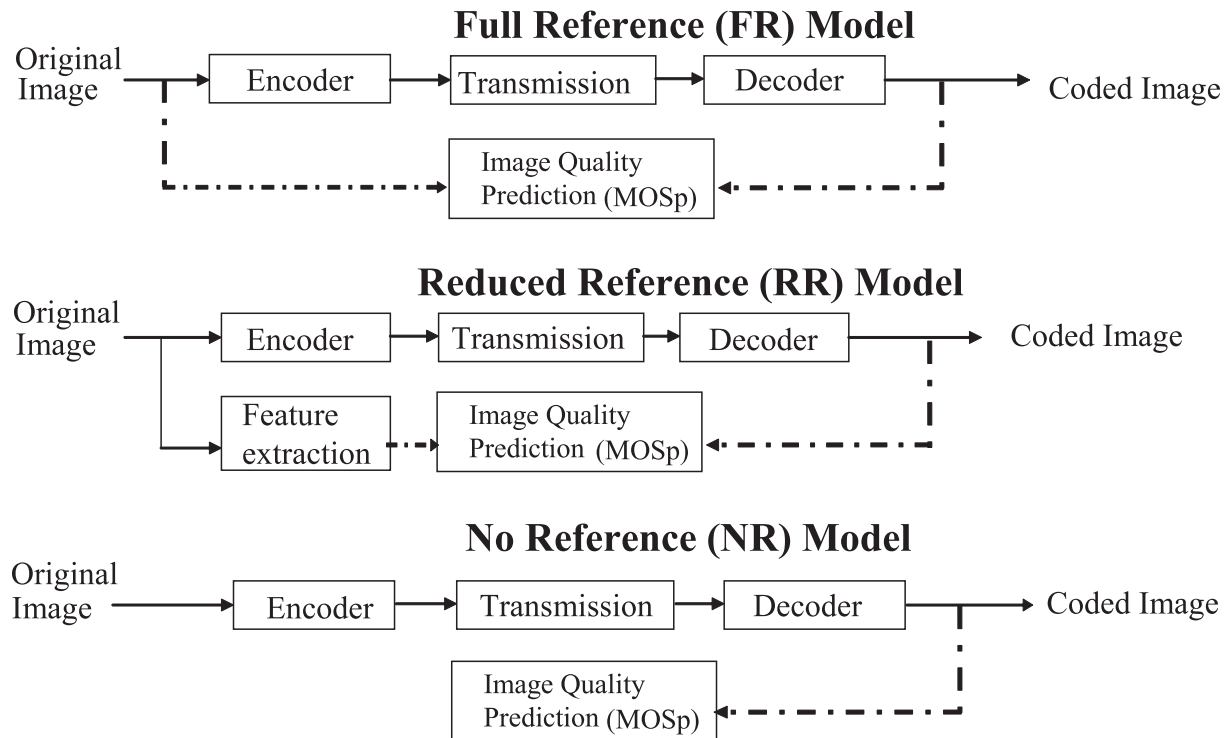 Full Reference (FR) Model
Original
Image
Encoder
Transmission
Decoder
Coded Image
Image Quality
Prediction (MOSp)
Reduced Reference (RR) Model
Original
Image
Encoder
Transmission
Decoder
Coded Image
Feature
extraction
Image Quality
Prediction (MOSp)
No Reference (NR) Model
Original
Image
Encoder
Transmission
Decoder
Coded Image
Image Quality
Prediction (MOSp)